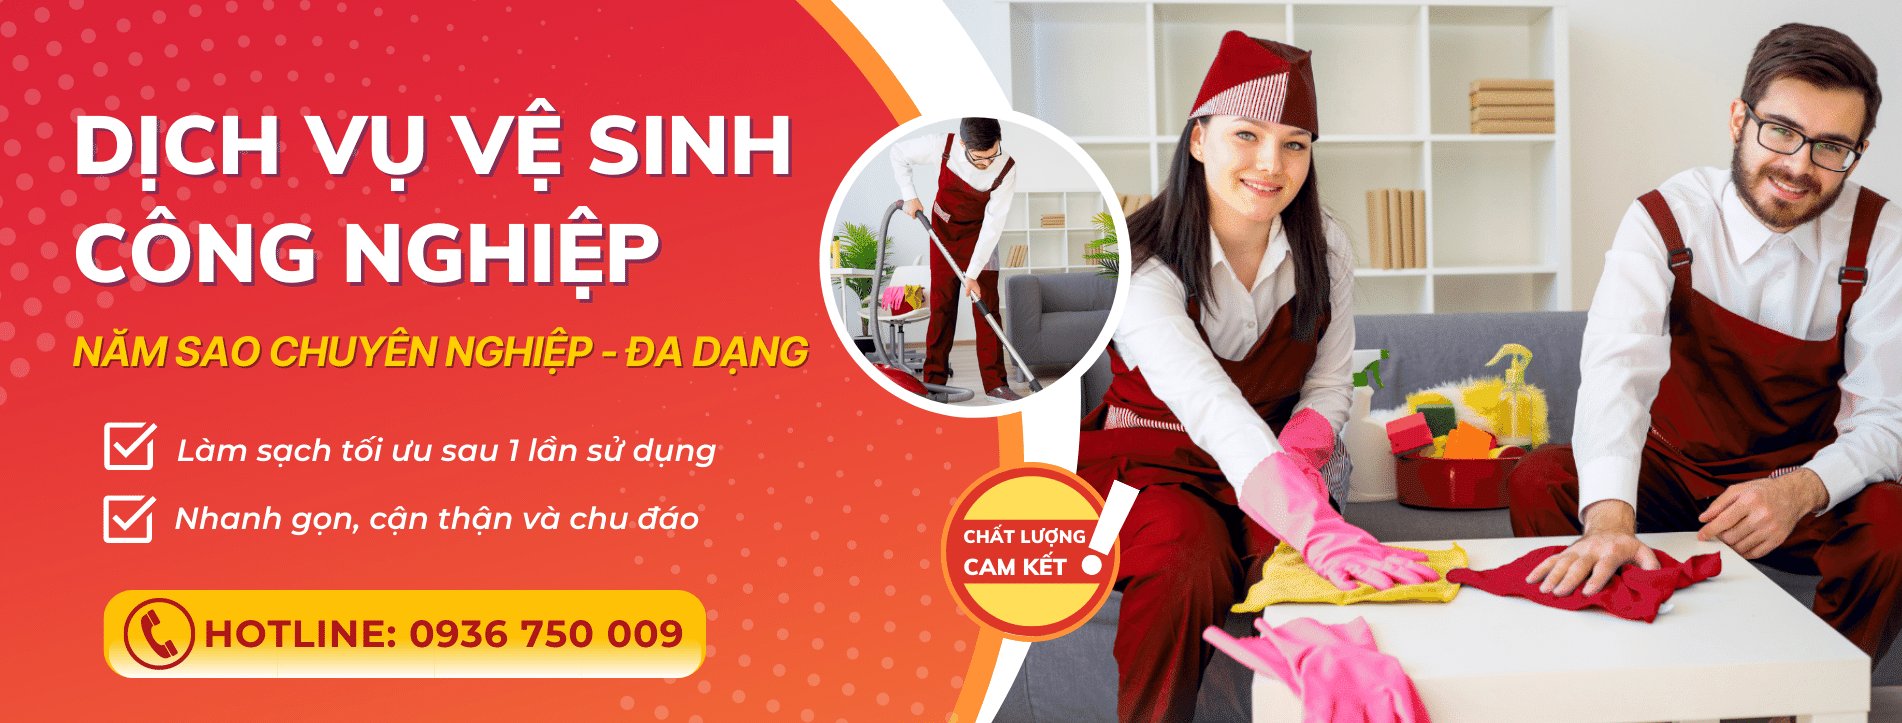 DỊCH VỤ VỆ SINH
CÔNG NGHIỆP
NĂM SAO CHUYÊN NGHIỆP - ĐA DẠNG
Làm sạch tối ưu sau 1 lần sử dụng
Nhanh gọn, cận thận và chu đáo
HOTLINE: 0936 750 009
CHẤT LƯỢNG
CAM KẾT !